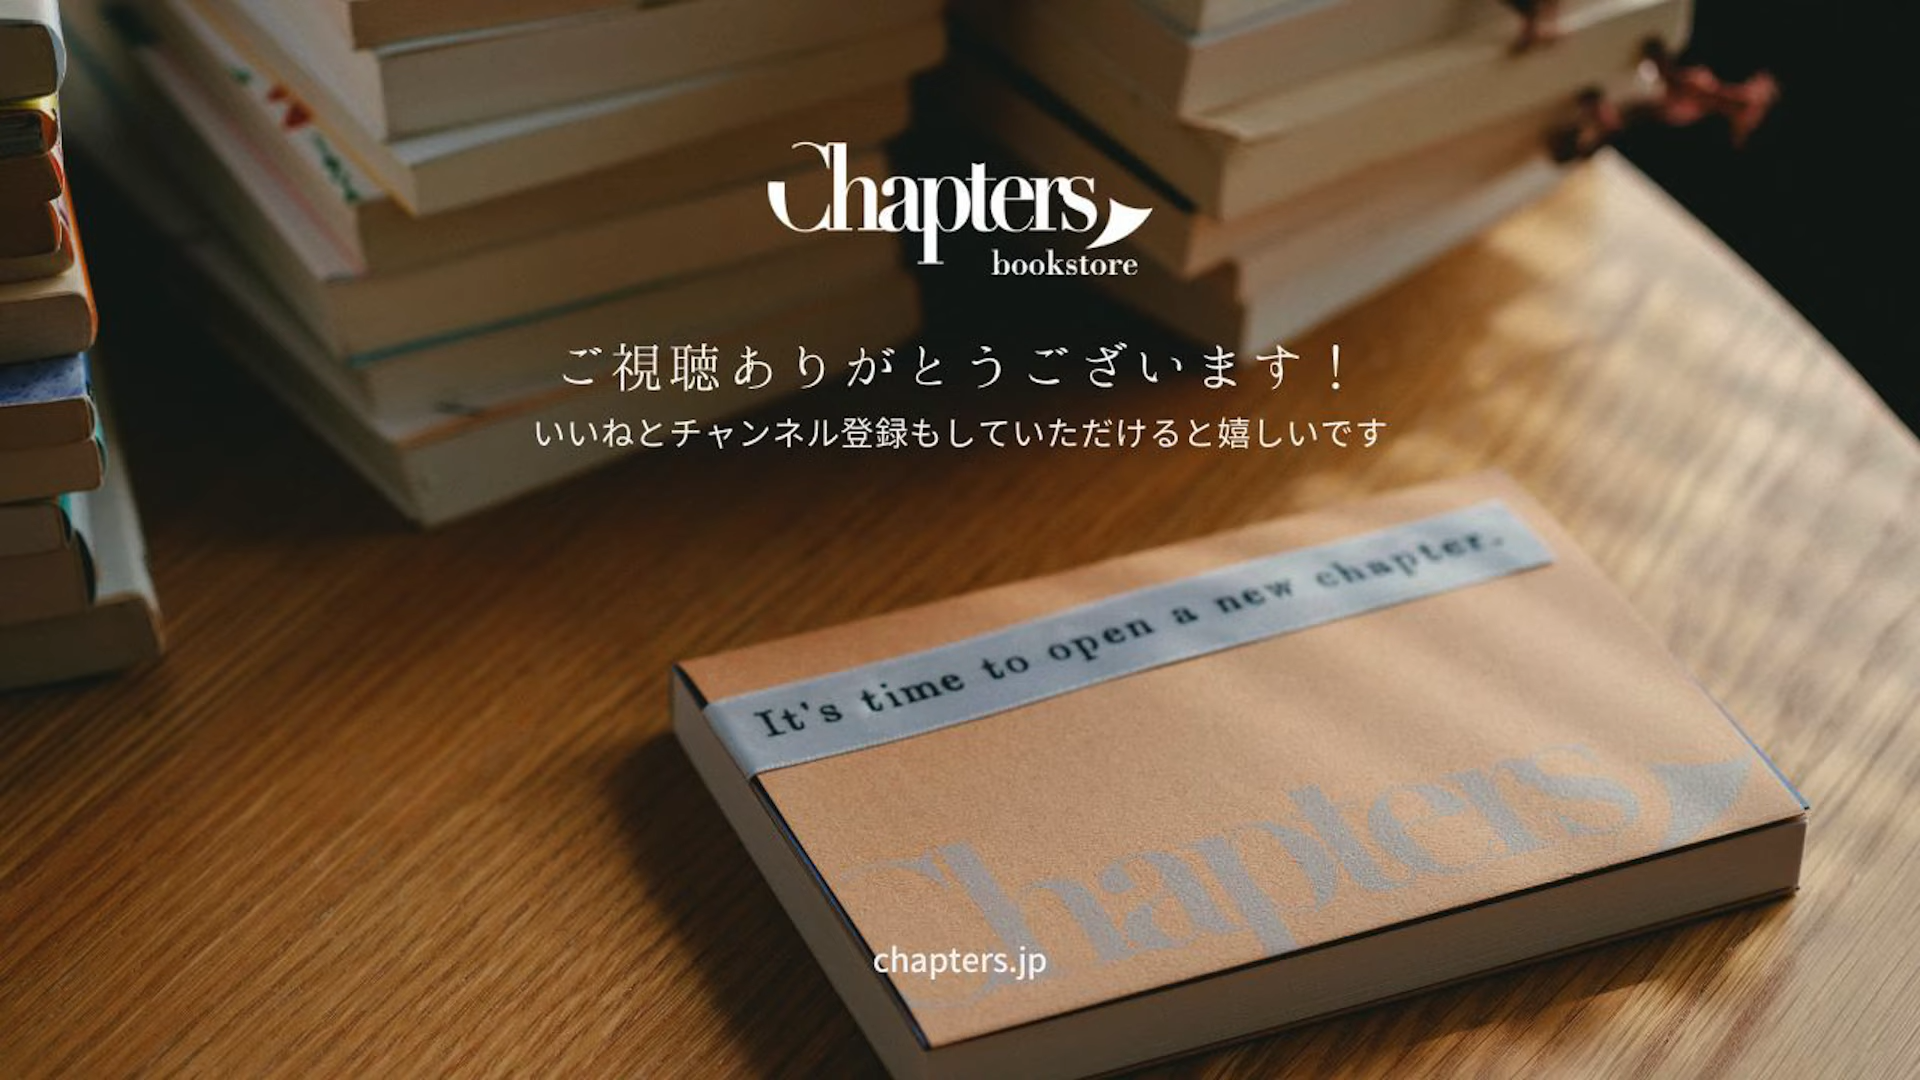 Chapters
bookstore
ご視聴ありがとうございます！
いいねとチャンネル登録もしていただけると嬉しいです
It's time to open a new chapter.
Chapters
chapters.jp